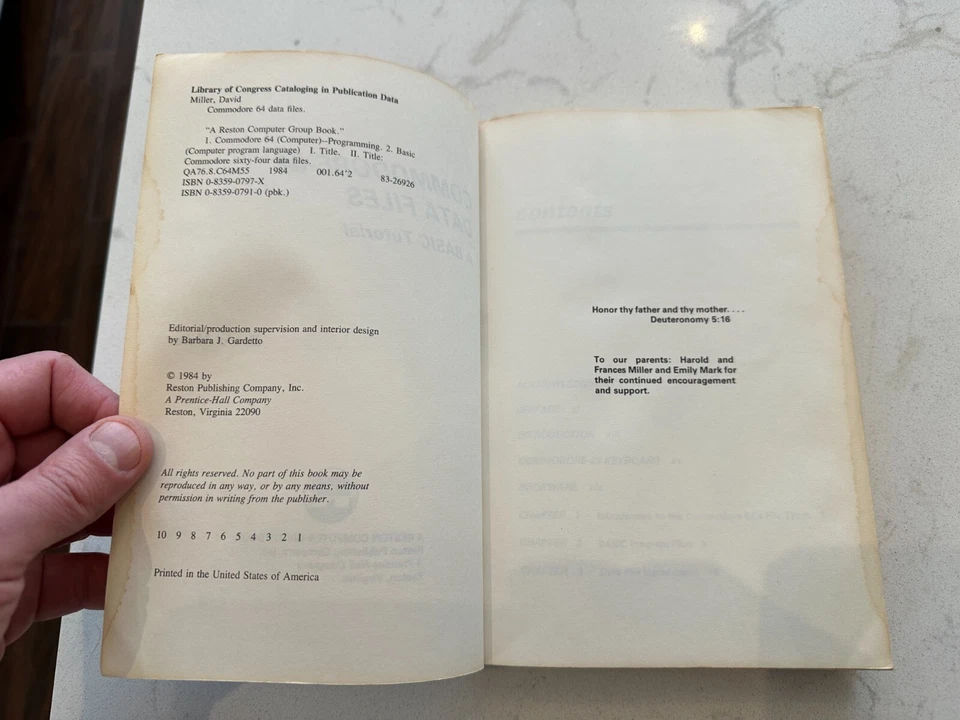 Library of Congress Cataloging in Publication Data
Miller, David
Commodore 64 data files.
"A Reston Computer Group Book."
1. Commodore 64 (Computer)--Programming. 2. Basic
(Computer program language) I. Title. II. Title:
Commodore sixty-four data files.
QA76.8.C64M55 1984 001.64'2 83-26926
ISBN 0-8359-0797-X
ISBN 0-8359-0791-0 (pbk.)
Editorial/production supervision and interior design
by Barbara J. Gardetto
© 1984 by
Reston Publishing Company, Inc.
A Prentice-Hall Company
Reston, Virginia 22090
All rights reserved. No part of this book may be
reproduced in any way, or by any means, without
permission in writing from the publisher.
10 9 8 7 6 5 4 3 2 1
Printed in the United States of America
Honor thy father and thy mother. . . .
Deuteronomy 5:16
To our parents: Harold and
Frances Miller and Emily Mark for
their continued encouragement
and support.